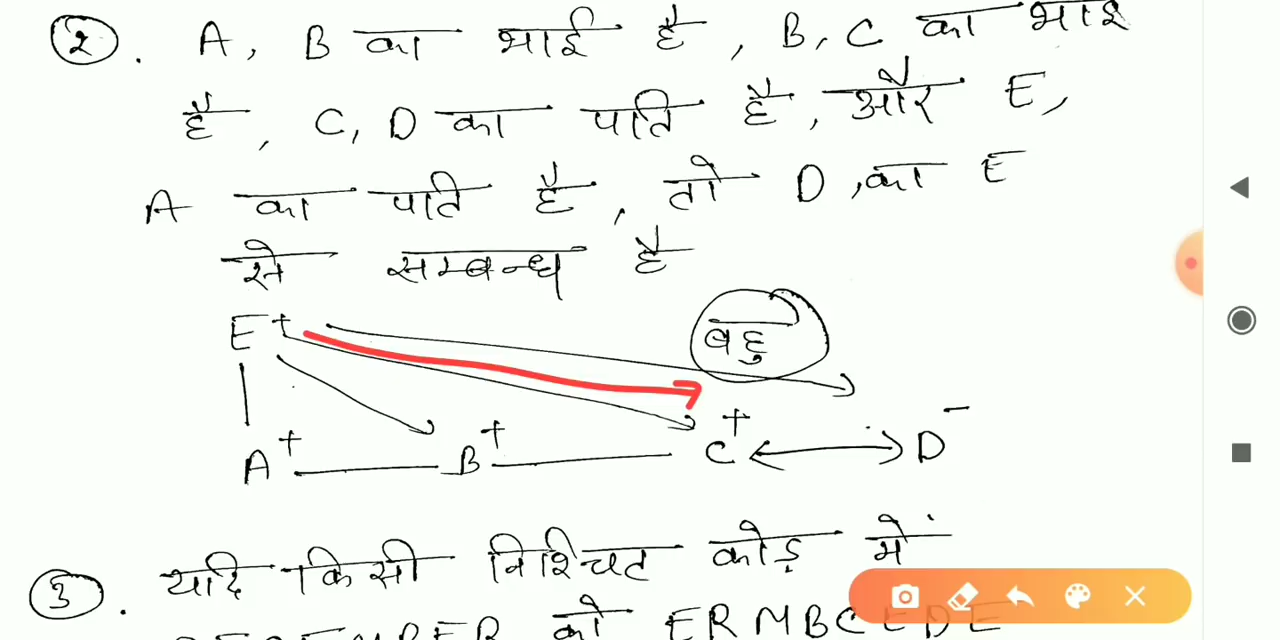 2. A, B का भाई है, B, C का भाइ
है, C, D का पति है, और E,
A का पति है, तो D, का E
से सम्बन्ध है
बहु
E+
A+ B+ C+ D-
3. यदि किसी निश्चित कोड़ में
को ERMBCEDE